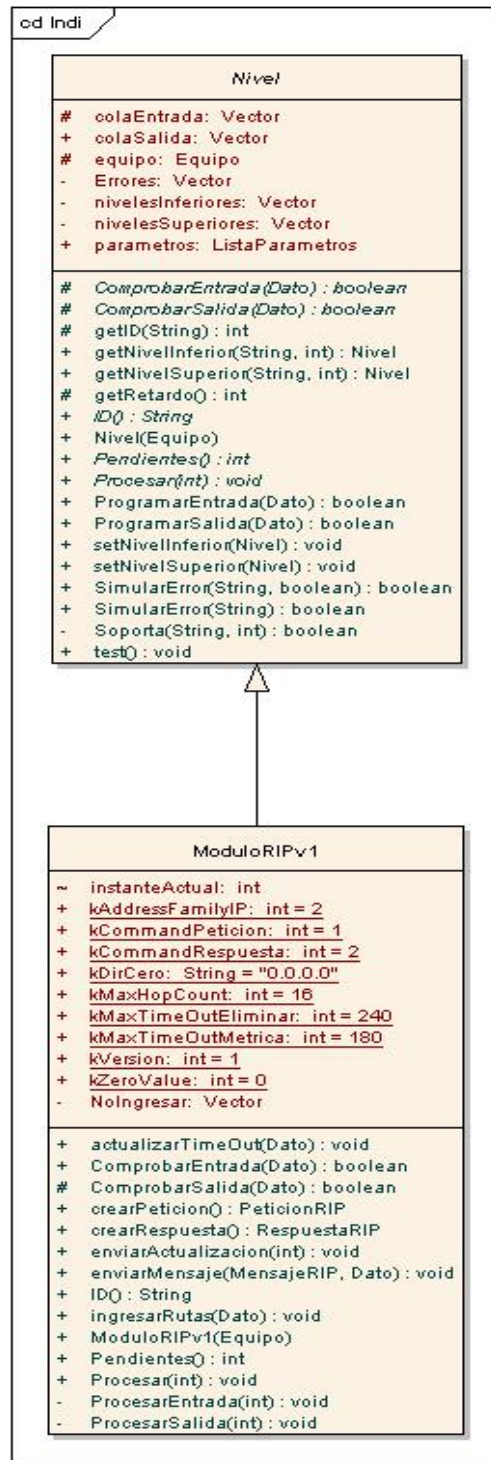 cd Indi
Nivel
# colaEntrada: Vector
+ colaSalida: Vector
# equipo: Equipo
- Errores: Vector
- nivelesInferiores: Vector
- nivelesSuperiores: Vector
+ parametros: ListaParametros
# ComprobarEntrada(Dato) : boolean
# ComprobarSalida(Dato) : boolean
# getID(String) : int
+ getNivelInferior(String, int) : Nivel
+ getNivelSuperior(String, int) : Nivel
# getRetardo() : int
+ ID() : String
+ Nivel(Equipo)
+ Pendientes() : int
+ Procesar(int) : void
+ ProgramarEntrada(Dato) : boolean
+ ProgramarSalida(Dato) : boolean
+ setNivelInferior(Nivel) : void
+ setNivelSuperior(Nivel) : void
+ SimularError(String, boolean) : boolean
+ SimularError(String) : boolean
- Soporta(String, int) : boolean
+ test() : void
ModuloRIPv1
~ instanteActual: int
+ kAddressFamilyIP: int = 2
+ kCommandPeticion: int = 1
+ kCommandRespuesta: int = 2
+ kDirCero: String = "0.0.0.0"
+ kMaxHopCount: int = 16
+ kMaxTimeOutEliminar: int = 240
+ kMaxTimeOutMetrica: int = 180
+ kVersion: int = 1
+ kZeroValue: int = 0
- NoIngresar: Vector
+ actualizarTimeOut(Dato) : void
+ ComprobarEntrada(Dato) : boolean
# ComprobarSalida(Dato) : boolean
+ crearPeticion() : PeticionRIP
+ crearRespuesta() : RespuestaRIP
+ enviarActualizacion(int) : void
+ enviarMensaje(MensajeRIP, Dato) : void
+ ID() : String
+ ingresarRutas(Dato) : void
+ ModuloRIPv1(Equipo)
+ Pendientes() : int
+ Procesar(int) : void
- ProcesarEntrada(int) : void
- ProcesarSalida(int) : void